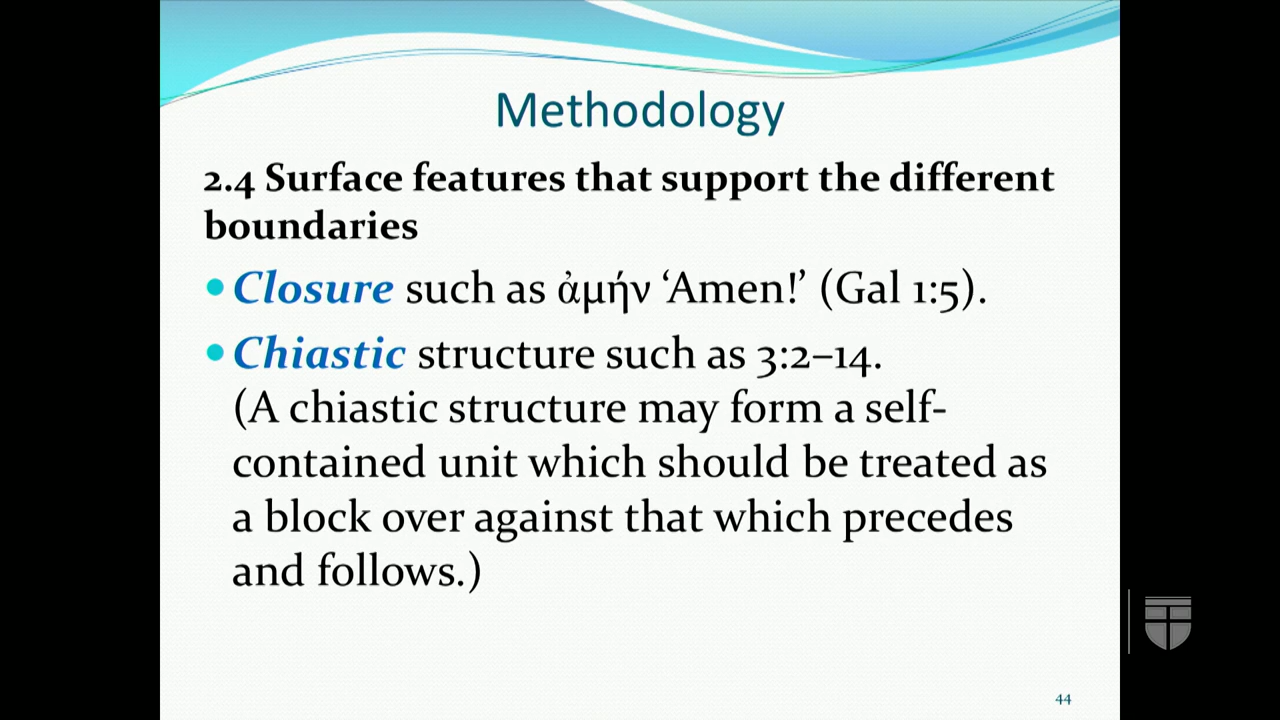 Methodology
2.4 Surface features that support the different
boundaries
• Closure such as ἀμήν ‘Amen!’ (Gal 1:5).
• Chiastic structure such as 3:2–14.
(A chiastic structure may form a self-
contained unit which should be treated as
a block over against that which precedes
and follows.)
44